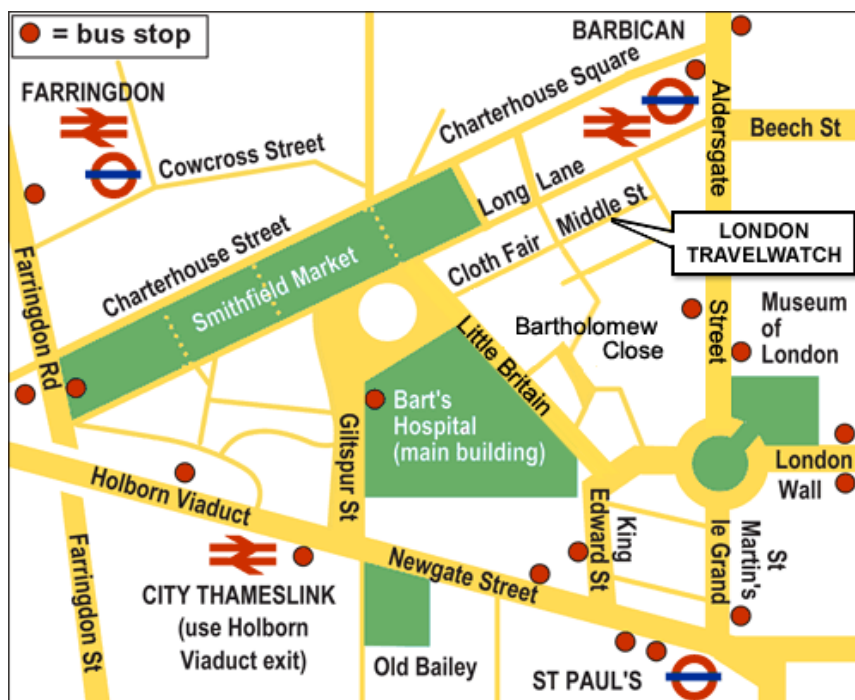 = bus stop
BARBICAN
FARRINGDON
Charterhouse Square
Aldersgate
Street
Beech St
Cowcross Street
Long Lane
Middle St
LONDON
TRAVELWATCH
Charterhouse Street
Cloth Fair
Smithfield Market
Farringdon Rd
Little Britain
Bartholomew
Close
Museum
of
London
Bart's
Hospital
(main building)
Giltspur St
London
Wall
Holborn Viaduct
King
Edward St
St
Martin's
le Grand
Farringdon St
Newgate Street
CITY THAMESLINK
(use Holborn
Viaduct exit)
Old Bailey
ST PAUL'S